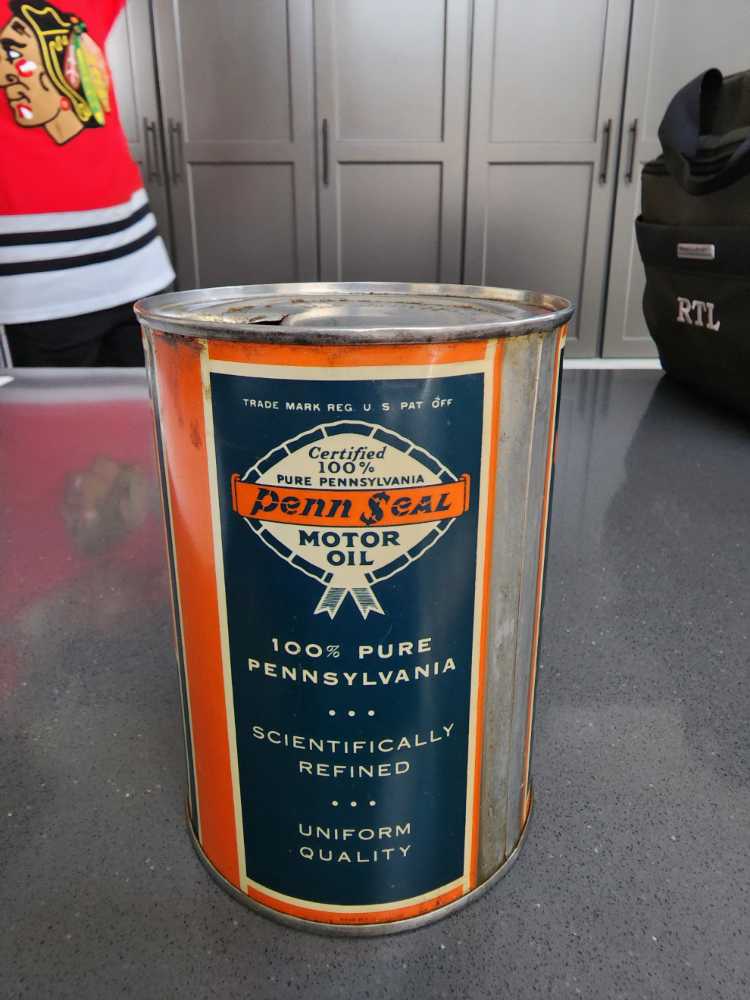 TRADE MARK REG. U. S. PAT OFF
Certified
100%
PURE PENNSYLVANIA
Penn Seal
MOTOR
OIL
100% PURE
PENNSYLVANIA
SCIENTIFICALLY
REFINED
UNIFORM
QUALITY
RTL